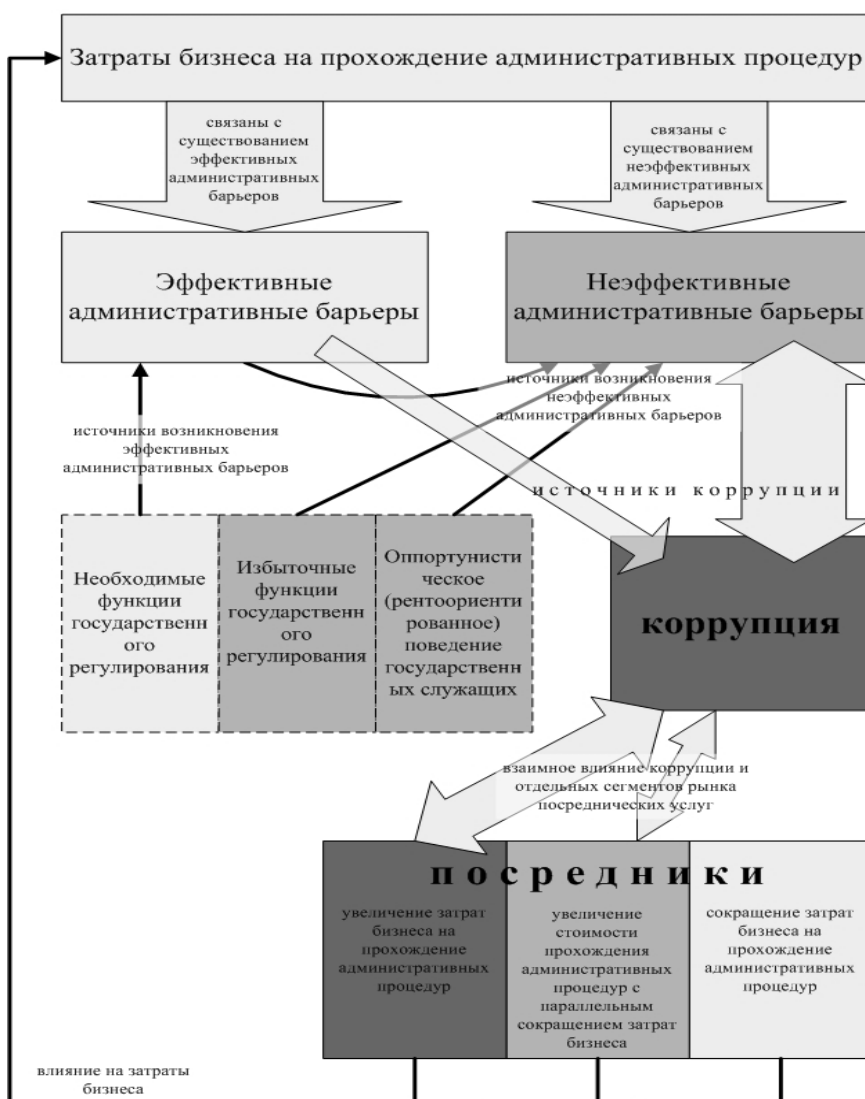 Затраты бизнеса на прохождение административных процедур
связаны с
существованием
эффективных
административных
барьеров
связаны с
существованием
неэффективных
административных
барьеров
Эффективные
административные барьеры
Неэффективные
административные барьеры
источники возникновения
неэффективных
административных барьеров
источники возникновения
эффективных
административных барьеров
источники коррупции
Необходимые
функции
государственн
ого
регулирования
Избыточные
функции
государственн
ого
регулирования
Оппортунисти
ческое
(рентоориенти
рованное)
поведение
государственн
ых служащих
коррупция
взаимное влияние коррупции и
отдельных сегментов рынка
посреднических услуг
посредники
увеличение затрат
бизнеса на
прохождение
административных
процедур
увеличение
стоимости
прохождения
административных
процедур с
параллельным
сокращением затрат
бизнеса
сокращение затрат
бизнеса на
прохождение
административных
процедур
влияние на затраты
бизнеса